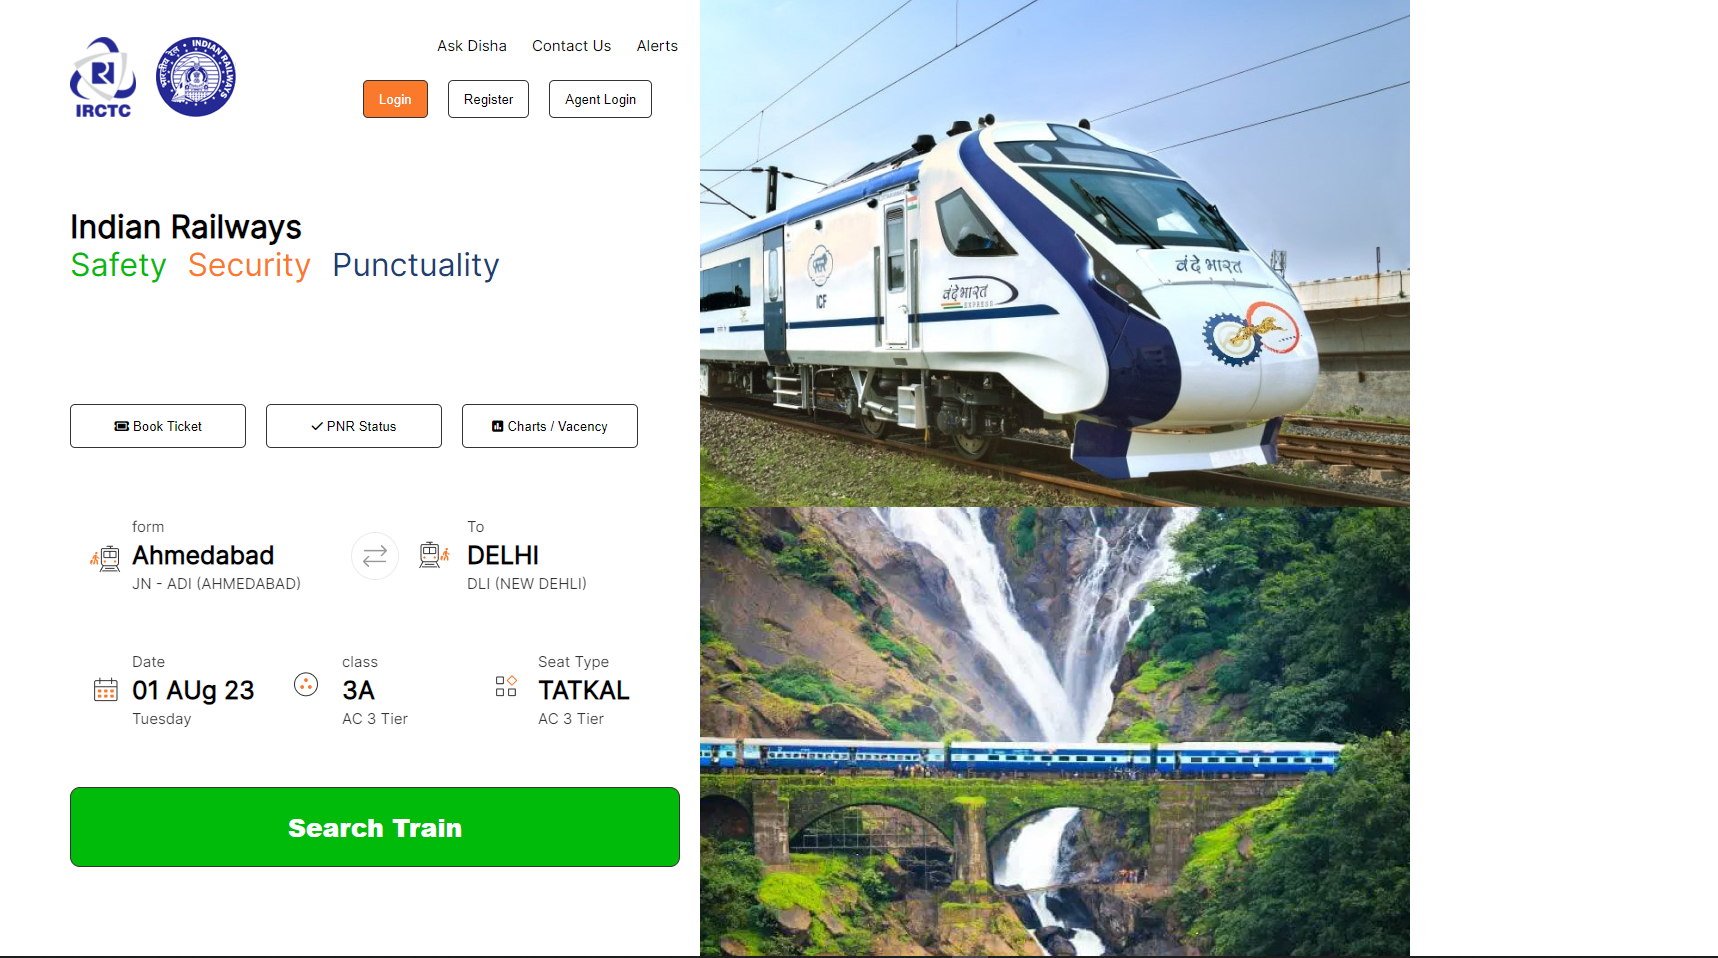 IRCTC
भारतीय रेल • INDIAN RAILWAYS
Ask Disha Contact Us Alerts
Login Register Agent Login
Indian Railways
Safety Security Punctuality
Book Ticket PNR Status Charts / Vacency
form To
Ahmedabad DELHI
JN - ADI (AHMEDABAD) DLI (NEW DEHLI)
Date class Seat Type
01 AUg 23 3A TATKAL
Tuesday AC 3 Tier AC 3 Tier
Search Train
ICF
वंदे भारत
EXPRESS
वंदे भारत